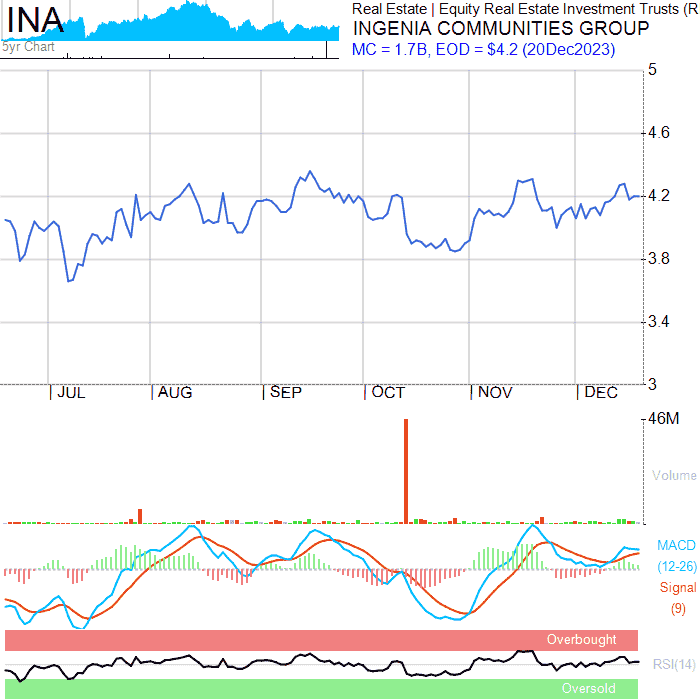 INA
5yr Chart
Real Estate | Equity Real Estate Investment Trusts (R
INGENIA COMMUNITIES GROUP
MC = 1.7B, EOD = $4.2 (20Dec2023)
5
4.6
4.2
3.8
3.4
3
JUL AUG SEP OCT NOV DEC
46M
Volume
MACD
(12-26)
Signal
(9)
Overbought
RSI(14)
Oversold